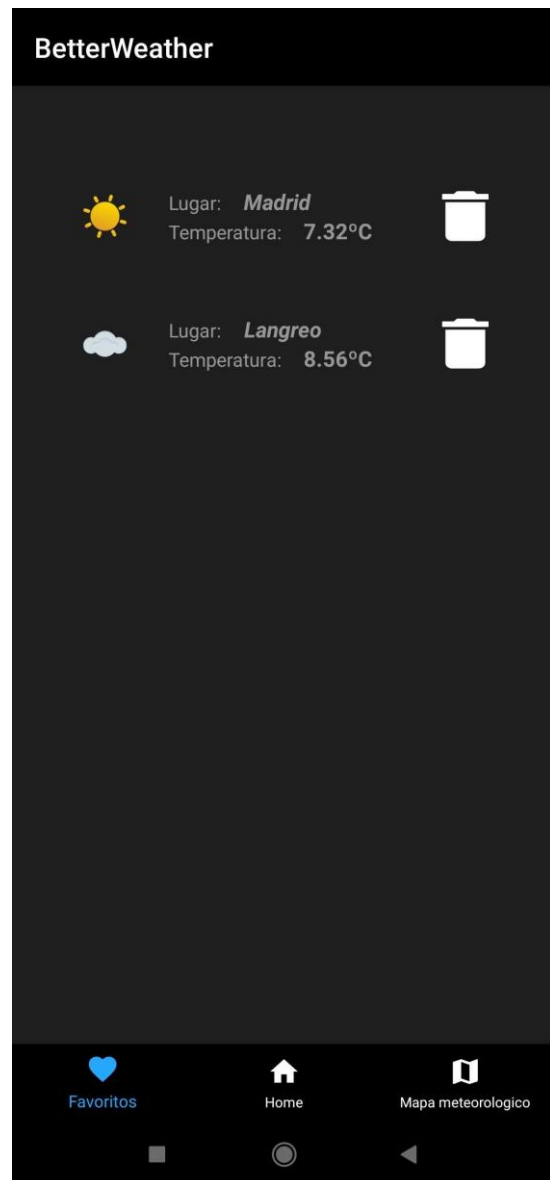 BetterWeather
Lugar: Madrid
Temperatura: 7.32ºC
Lugar: Langreo
Temperatura: 8.56ºC
Favoritos
Home
Mapa meteorologico